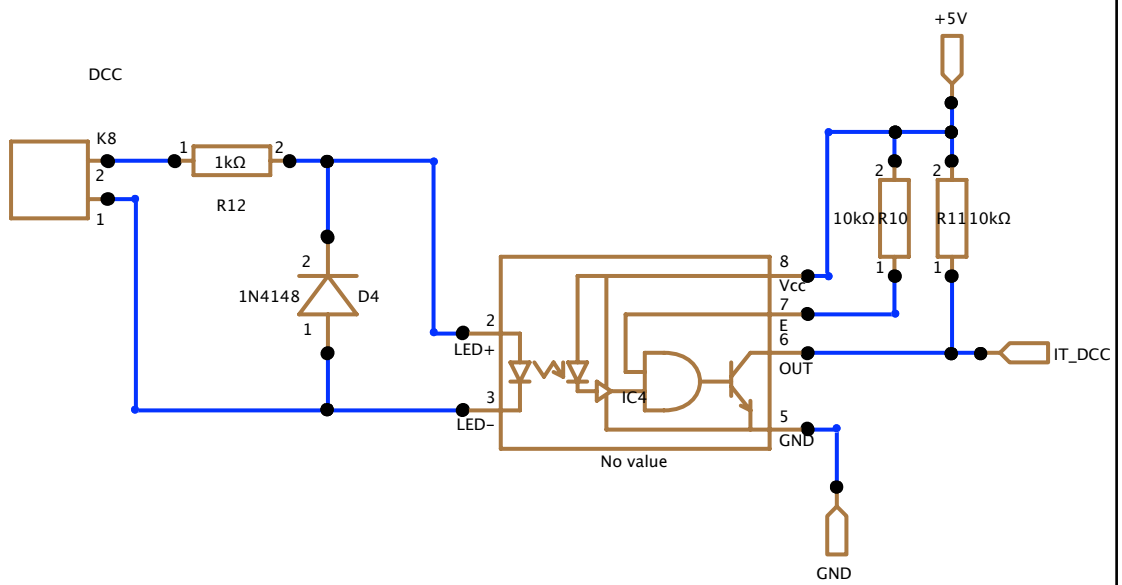 +5V
DCC
K8
1
1kΩ
2
2
R12
1
2
2
10kΩ
R10
R11
10kΩ
2
1N4148
D4
1
8
Vcc
1
1
7
E
2
LED+
6
OUT
IT_DCC
3
LED-
IC4
5
GND
No value
GND